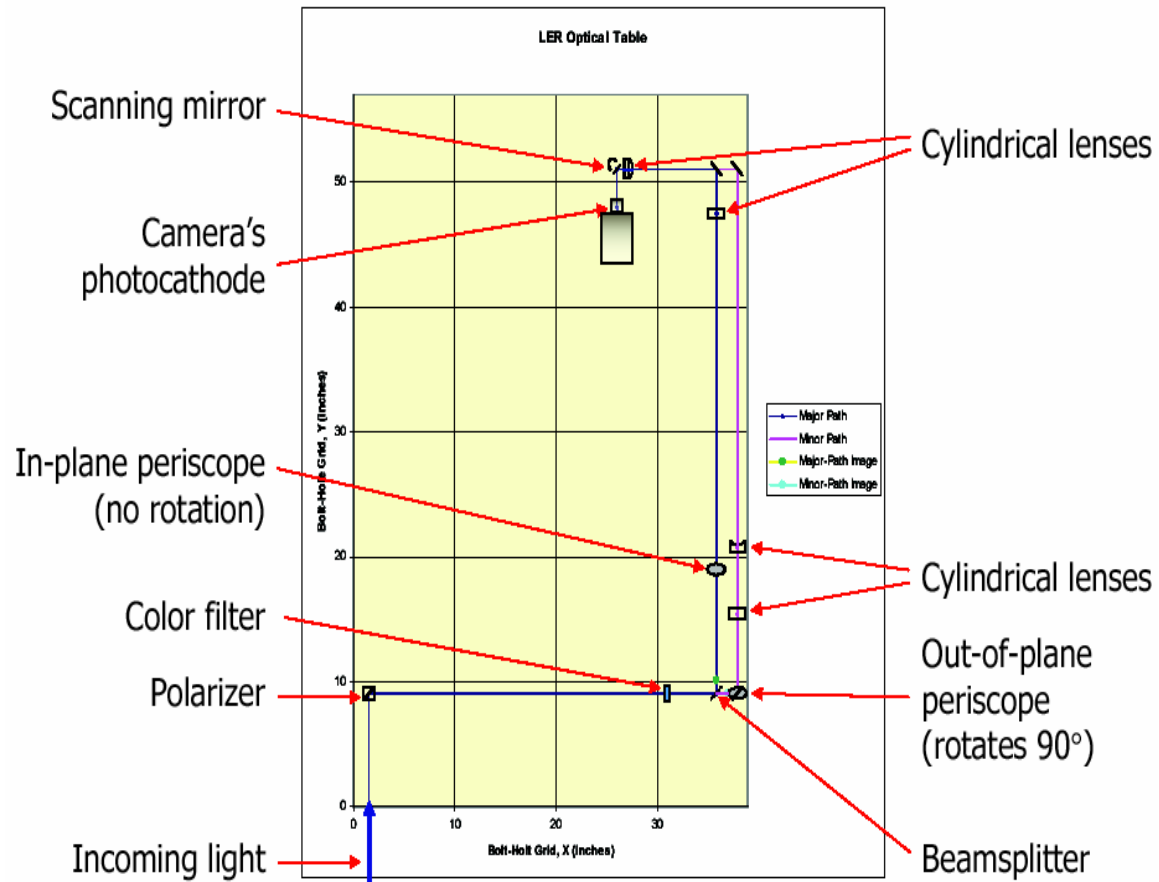 LER Optical Table
Scanning mirror
Camera's
photocathode
In-plane periscope
(no rotation)
Color filter
Polarizer
Incoming light
Cylindrical lenses
Cylindrical lenses
Out-of-plane
periscope
(rotates 90°)
Beamsplitter
Bolt-Hole Grid, Y (Inches)
50
40
30
20
10
0
0
10
20
30
Bolt-Holt Grid, X (Inches)
Major Path
Minor Path
Major-Path Image
Minor-Path Image